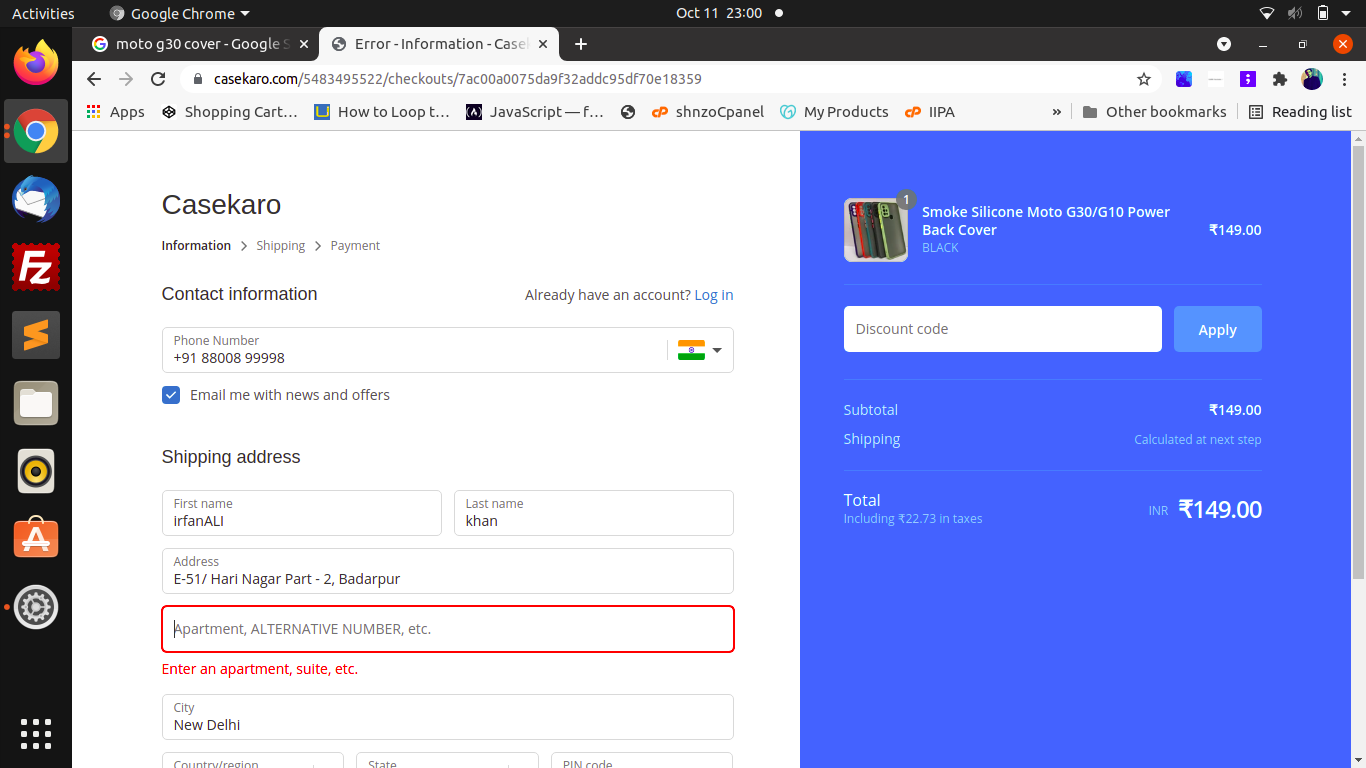 Activities
Google Chrome
Oct 11 23:00
moto g30 cover - Google S
Error - Information - Casel
casekaro.com/5483495522/checkouts/7ac00a0075da9f32addc95df70e18359
Apps
Shopping Cart…
How to Loop t…
JavaScript — f…
shnzoCpanel
My Products
IIPA
»
Other bookmarks
Reading list
Casekaro
Information
Shipping
Payment
Contact information
Already have an account? Log in
Phone Number
+91 88008 99998
Email me with news and offers
Shipping address
First name
irfanALI
Last name
khan
Address
E-51/ Hari Nagar Part - 2, Badarpur
Apartment, ALTERNATIVE NUMBER, etc.
Enter an apartment, suite, etc.
City
New Delhi
Country/region
State
PIN code
1
Smoke Silicone Moto G30/G10 Power
Back Cover
BLACK
₹149.00
Discount code
Apply
Subtotal
₹149.00
Shipping
Calculated at next step
Total
Including ₹22.73 in taxes
INR ₹149.00